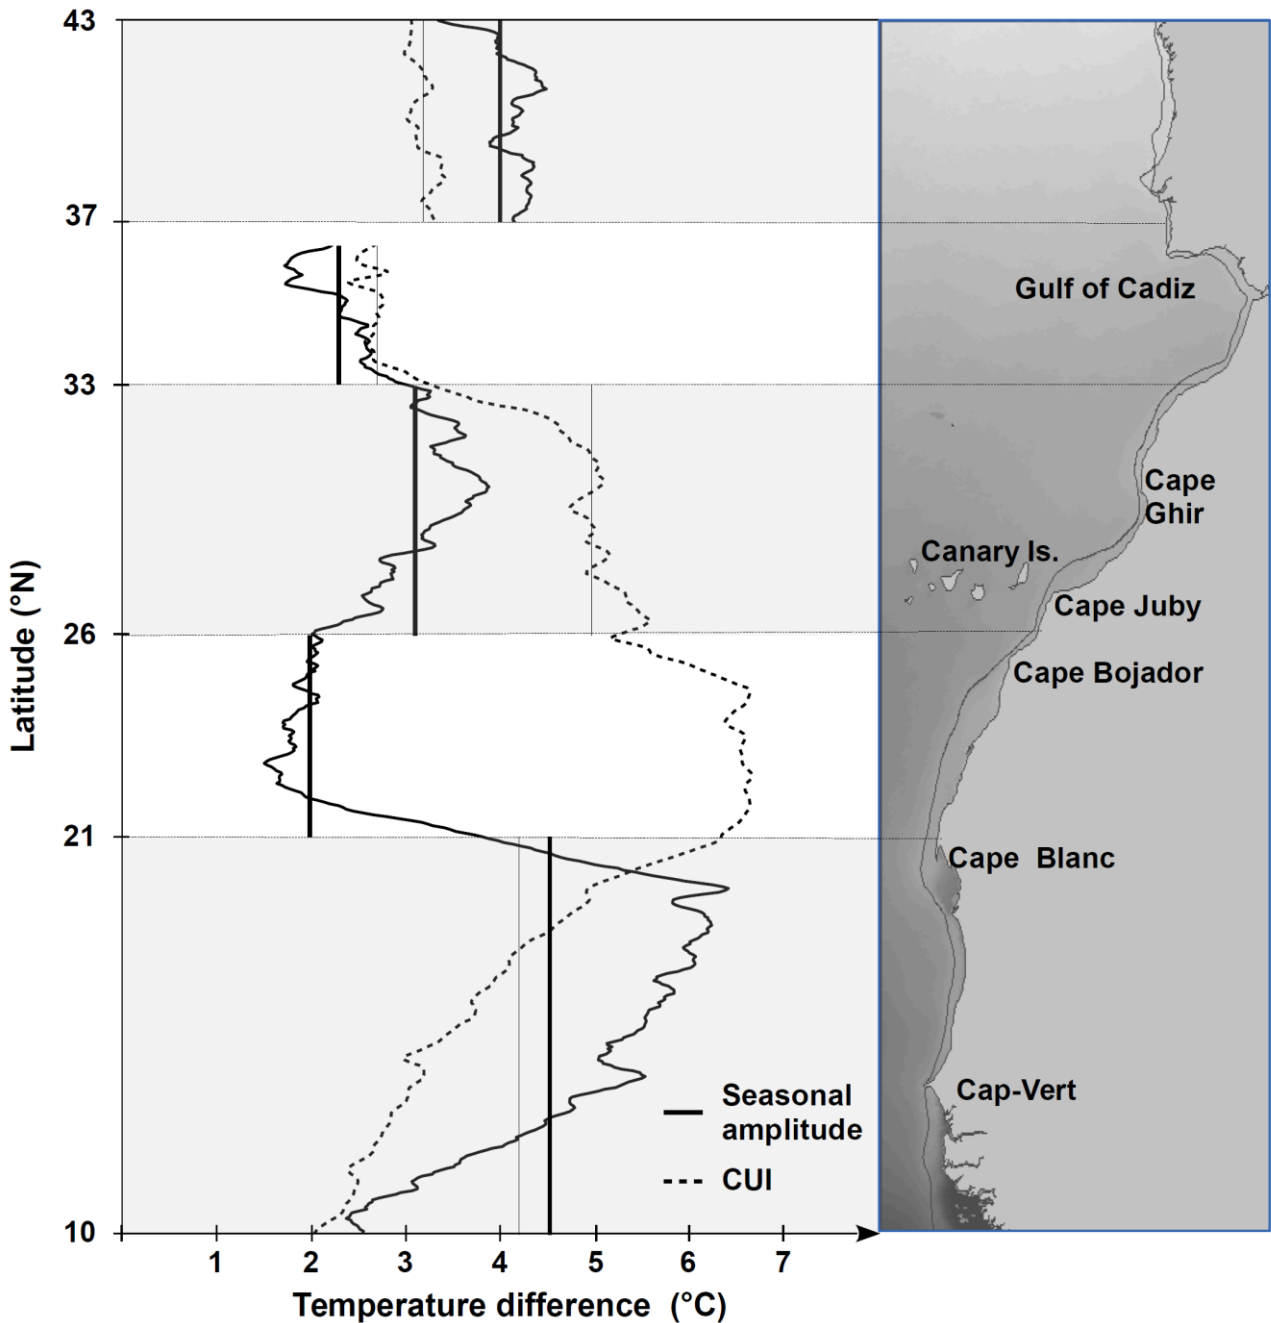 43
37
Gulf of Cadiz
33
Cape
Ghir
Canary Is.
Cape Juby
26
Cape Bojador
Latitude (°N)
21
Cape Blanc
Cap-Vert
Seasonal
amplitude
CUI
10
1 2 3 4 5 6 7
Temperature difference (°C)